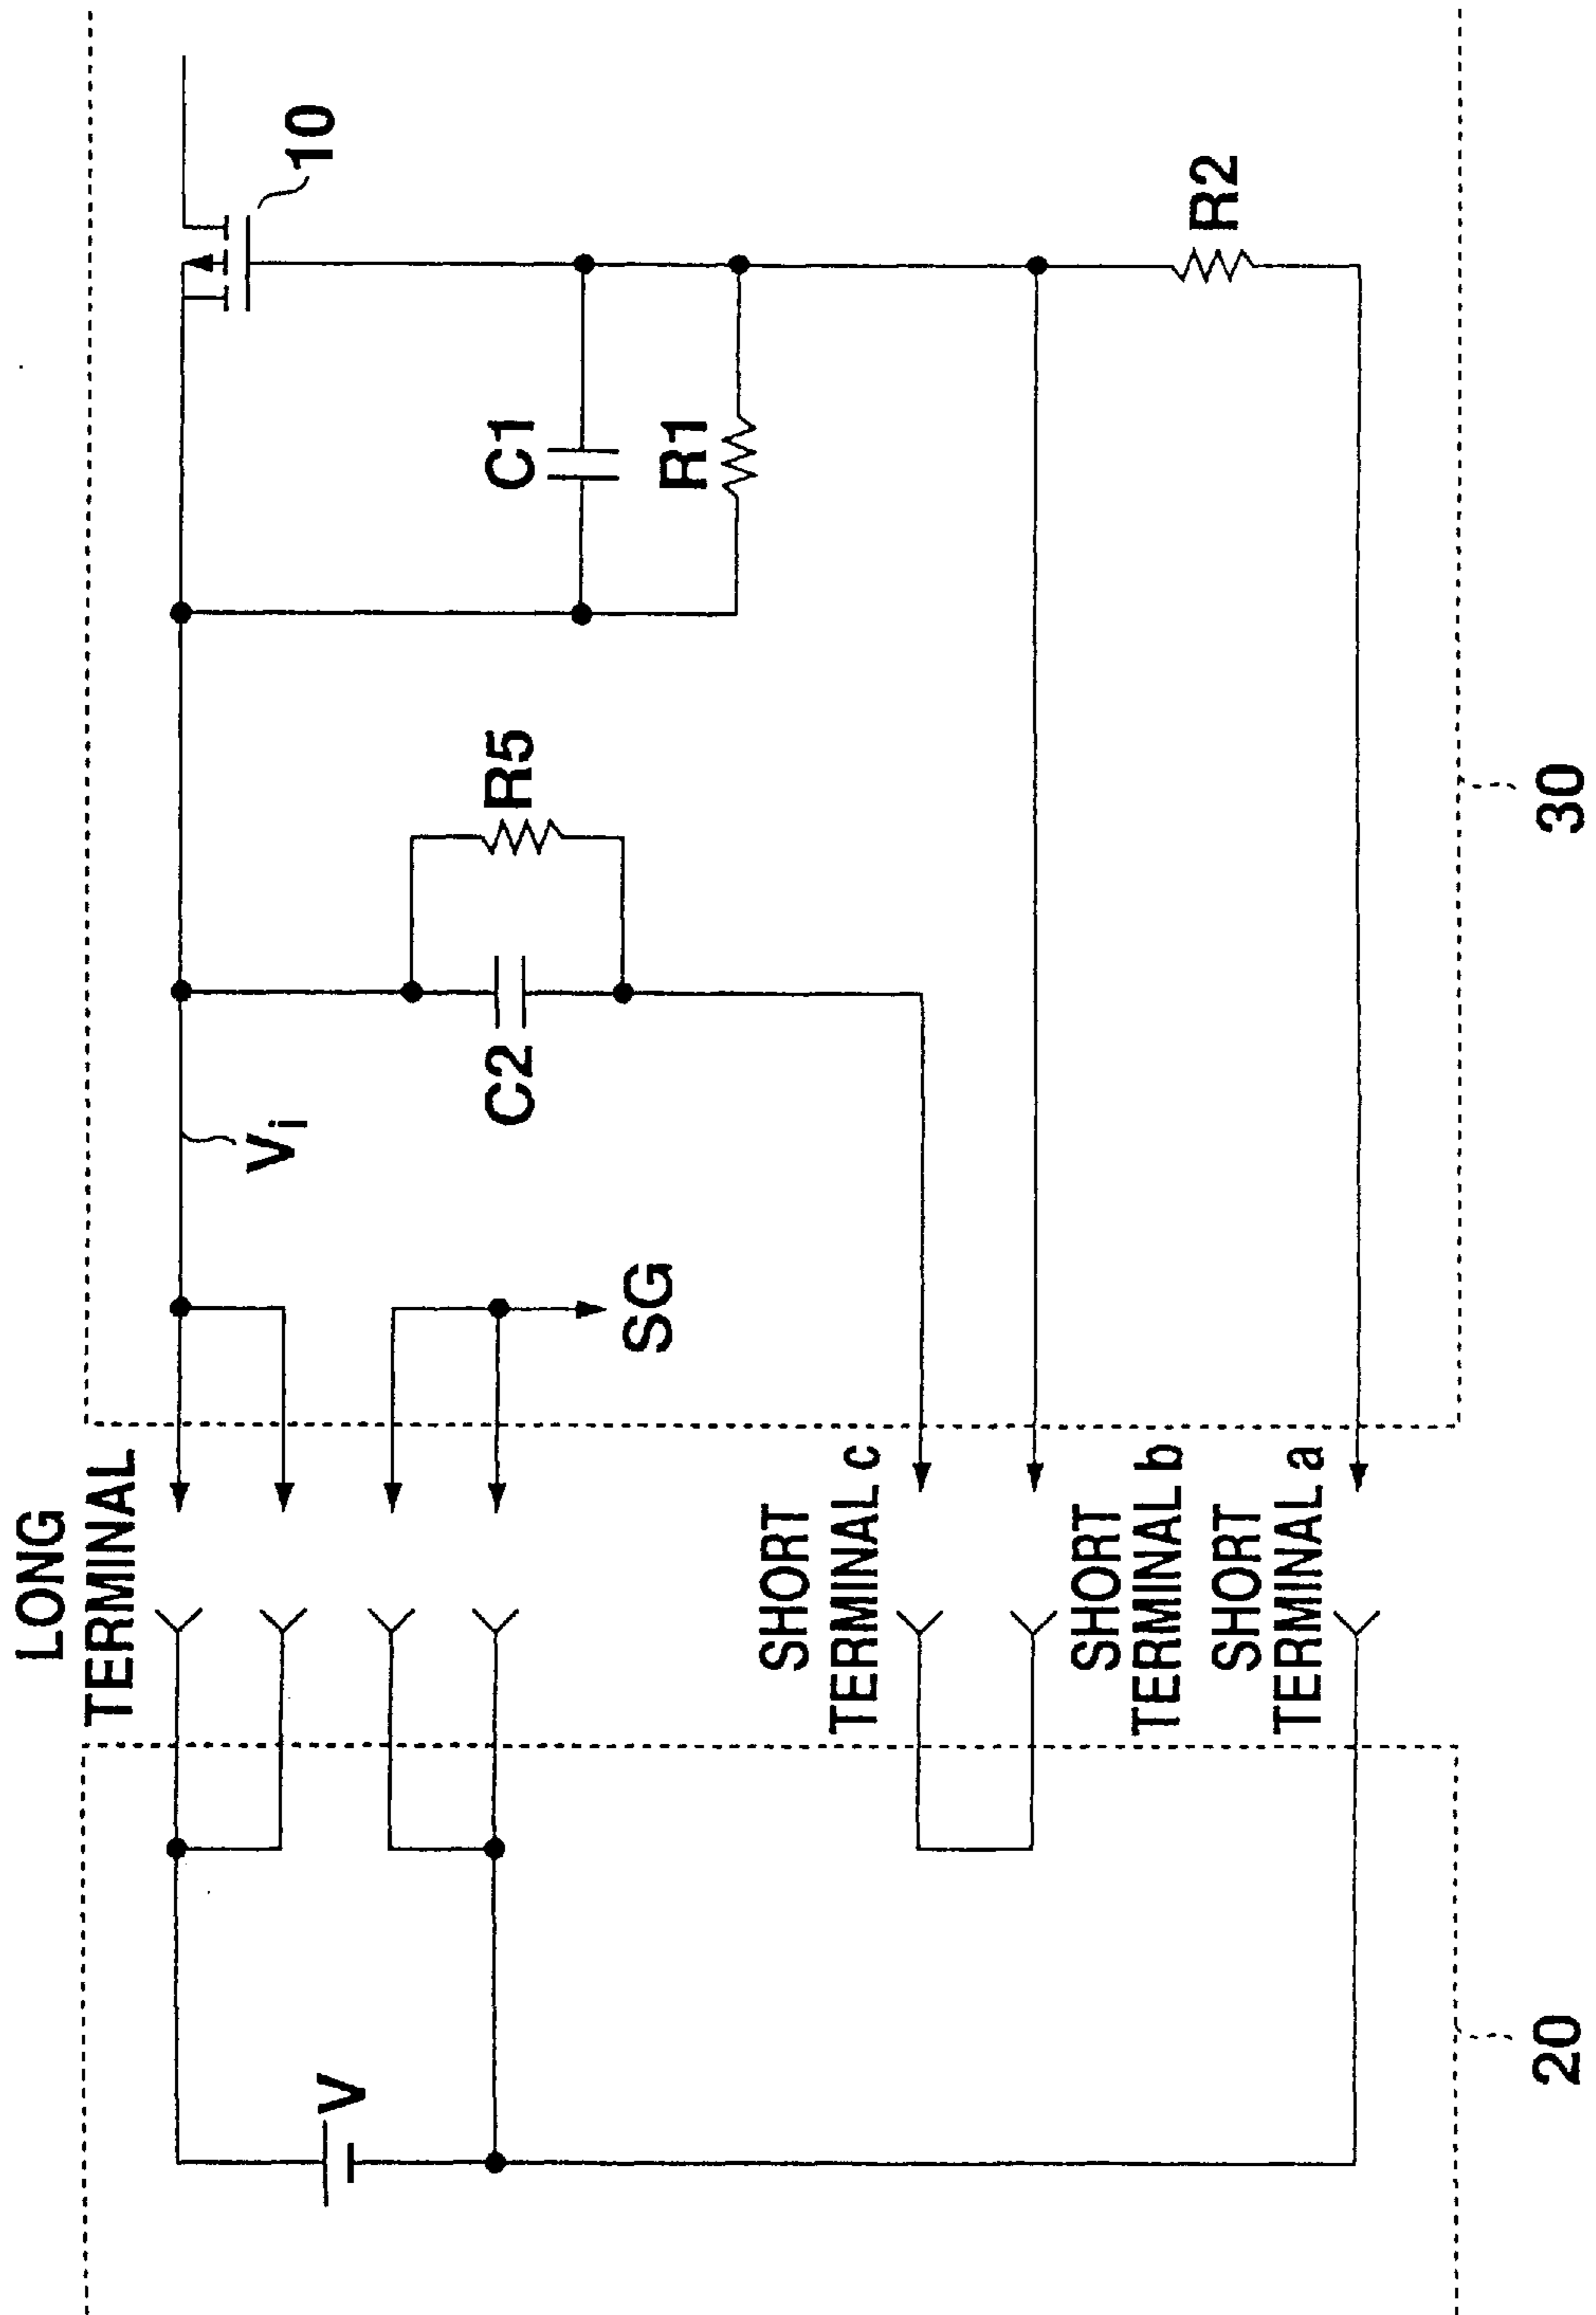 LONG
TERMINAL
V
20
SHORT
TERMINAL c
SHORT
TERMINAL b
SHORT
TERMINAL a
SG
Vi
C2
R5
C1
R1
10
R2
30